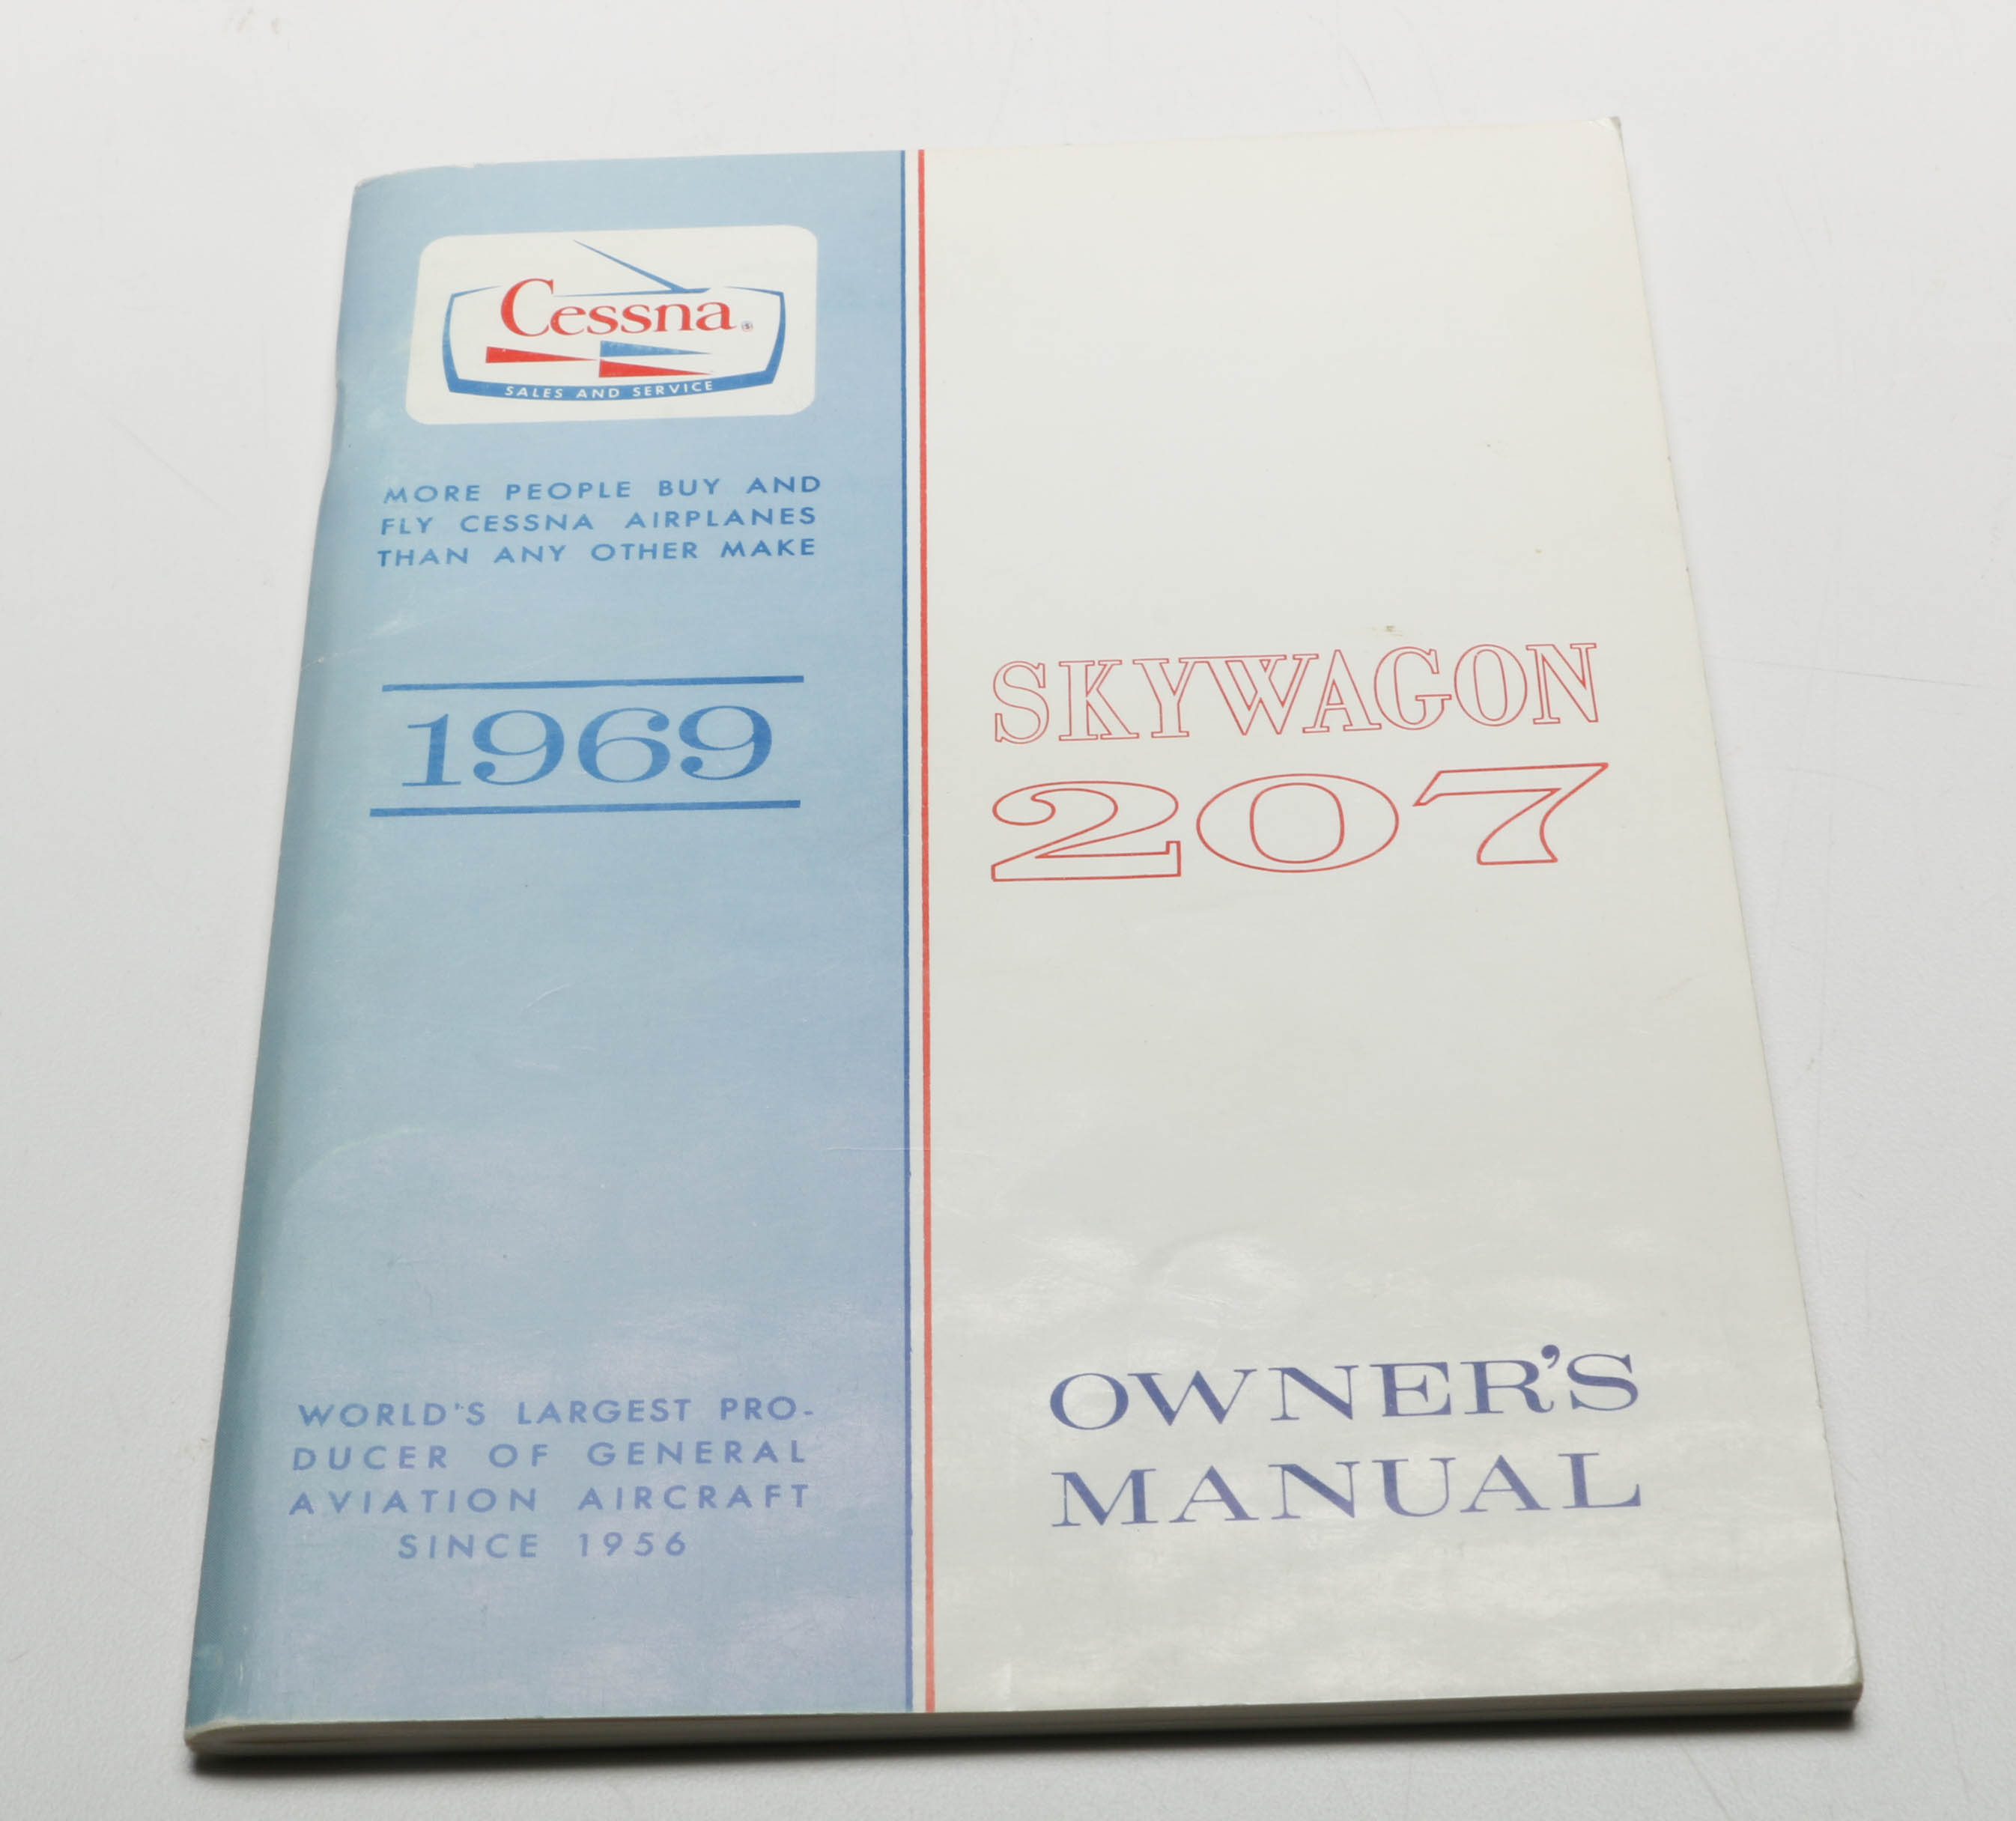 Cessna®
SALES AND SERVICE
MORE PEOPLE BUY AND
FLY CESSNA AIRPLANES
THAN ANY OTHER MAKE
1969
WORLD'S LARGEST PRO-
DUCER OF GENERAL
AVIATION AIRCRAFT
SINCE 1956
SKYWAGON
207
OWNER'S
MANUAL